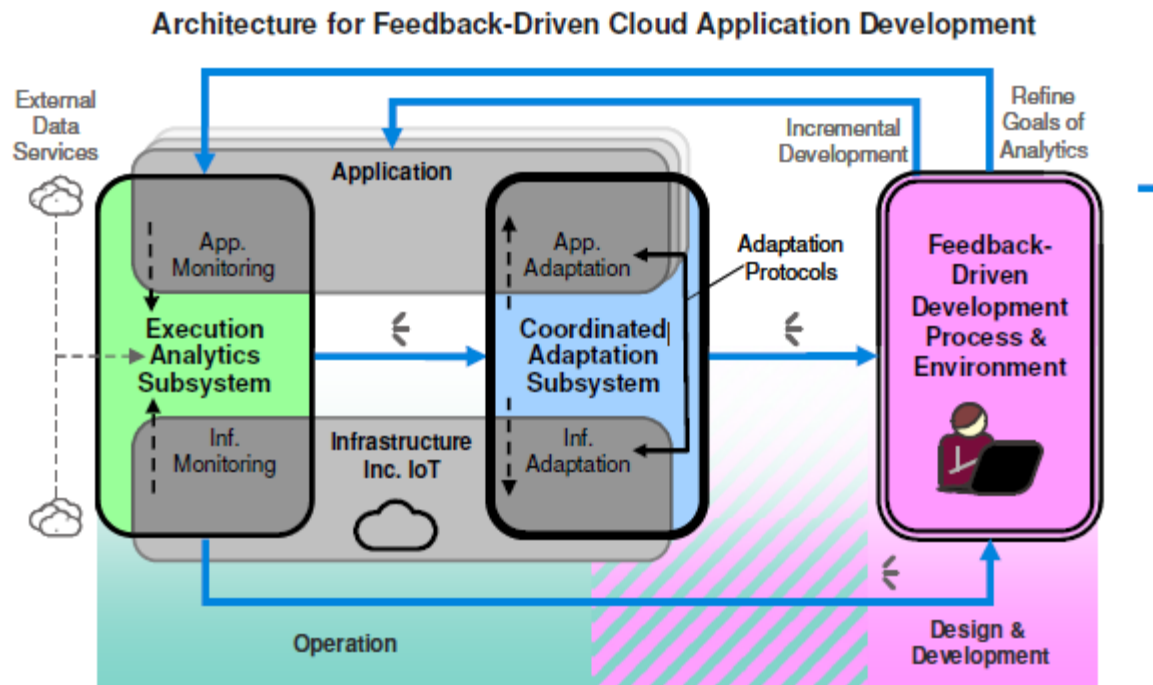 Architecture for Feedback-Driven Cloud Application Development
External
Data
Services
Incremental
Development
Refine
Goals of
Analytics
Application
App.
Monitoring
App.
Adaptation
Adaptation
Protocols
Feedback-
Driven
Development
Process &
Environment
Execution
Analytics
Subsystem
Coordinated
Adaptation
Subsystem
Inf.
Monitoring
Infrastructure
Inc. IoT
Inf.
Adaptation
Operation
Design &
Development